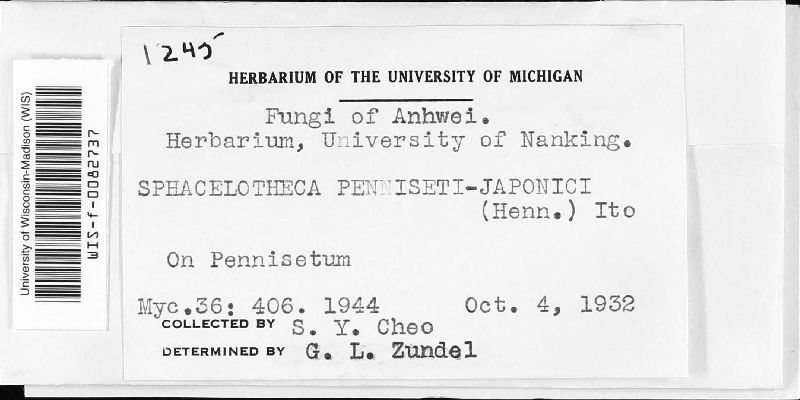 1245
HERBARIUM OF THE UNIVERSITY OF MICHIGAN
Fungi of Anhwei.
Herbarium, University of Nanking.
SPHACELOTHECA PENNISETI-JAPONICI
(Henn.) Ito
On Pennisetum
Myc.36: 406. 1944 Oct. 4, 1932
COLLECTED BY S. Y. Cheo
DETERMINED BY G. L. Zundel
University of Wisconsin-Madison (WIS)
WIS-f-0082737